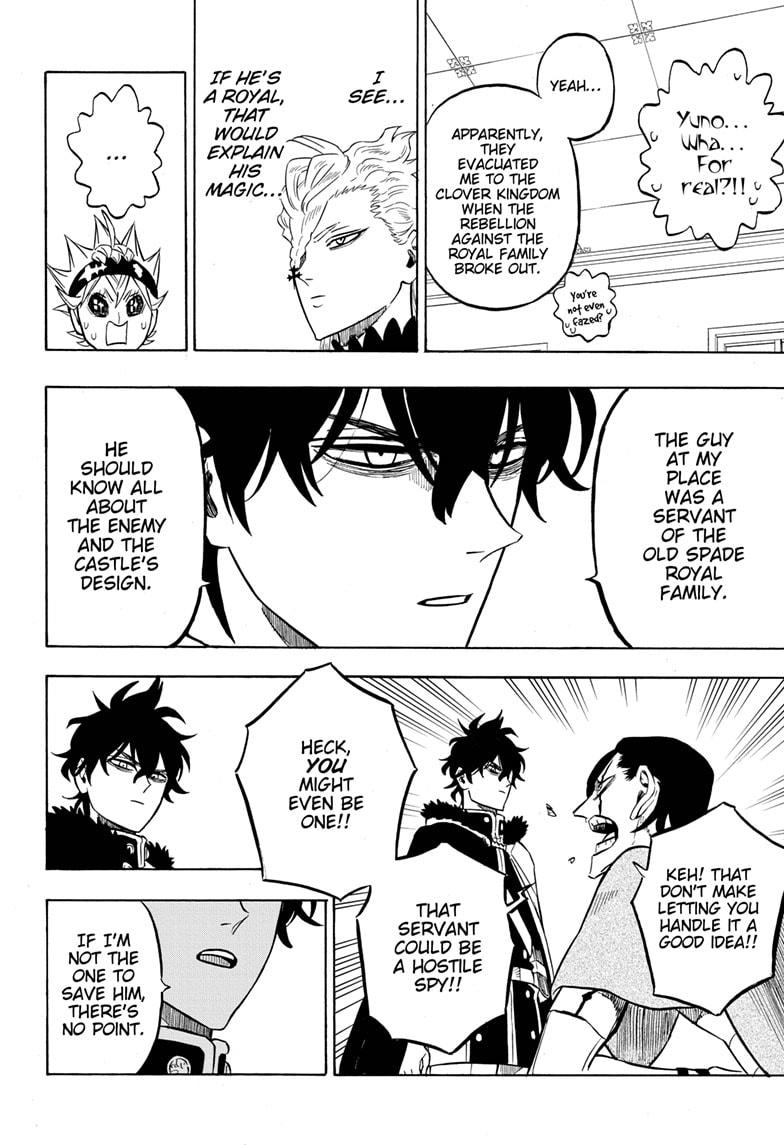 Yuno...
Wha...
For
real?!!
YEAH...
APPARENTLY,
THEY
EVACUATED
ME TO THE
CLOVER KINGDOM
WHEN THE
REBELLION
AGAINST THE
ROYAL FAMILY
BROKE OUT.
You're
not even
fazed?
I
SEE...
IF HE'S
A ROYAL,
THAT
WOULD
EXPLAIN
HIS
MAGIC...
...
THE GUY
AT MY
PLACE
WAS A
SERVANT
OF THE
OLD SPADE
ROYAL
FAMILY.
HE
SHOULD
KNOW ALL
ABOUT
THE ENEMY
AND THE
CASTLE'S
DESIGN.
KEH! THAT
DON'T MAKE
LETTING YOU
HANDLE IT A
GOOD IDEA!!
THAT
SERVANT
COULD BE
A HOSTILE
SPY!!
HECK,
YOU
MIGHT
EVEN BE
ONE!!
IF I'M
NOT THE
ONE TO
SAVE HIM,
THERE'S
NO POINT.